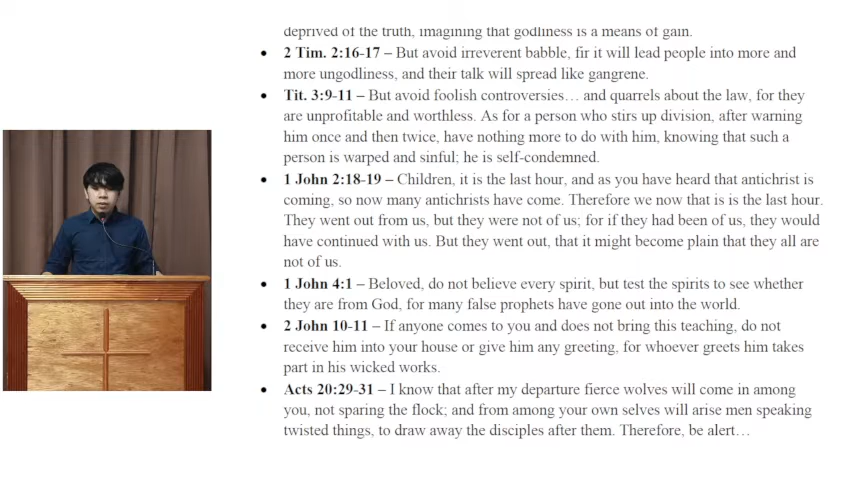 deprived of the truth, imagining that godliness is a means of gain.
• 2 Tim. 2:16-17 – But avoid irreverent babble, fir it will lead people into more and
more ungodliness, and their talk will spread like gangrene.
• Tit. 3:9-11 – But avoid foolish controversies… and quarrels about the law, for they
are unprofitable and worthless. As for a person who stirs up division, after warning
him once and then twice, have nothing more to do with him, knowing that such a
person is warped and sinful; he is self-condemned.
• 1 John 2:18-19 – Children, it is the last hour, and as you have heard that antichrist is
coming, so now many antichrists have come. Therefore we now that is is the last hour.
They went out from us, but they were not of us; for if they had been of us, they would
have continued with us. But they went out, that it might become plain that they all are
not of us.
• 1 John 4:1 – Beloved, do not believe every spirit, but test the spirits to see whether
they are from God, for many false prophets have gone out into the world.
• 2 John 10-11 – If anyone comes to you and does not bring this teaching, do not
receive him into your house or give him any greeting, for whoever greets him takes
part in his wicked works.
• Acts 20:29-31 – I know that after my departure fierce wolves will come in among
you, not sparing the flock; and from among your own selves will arise men speaking
twisted things, to draw away the disciples after them. Therefore, be alert…